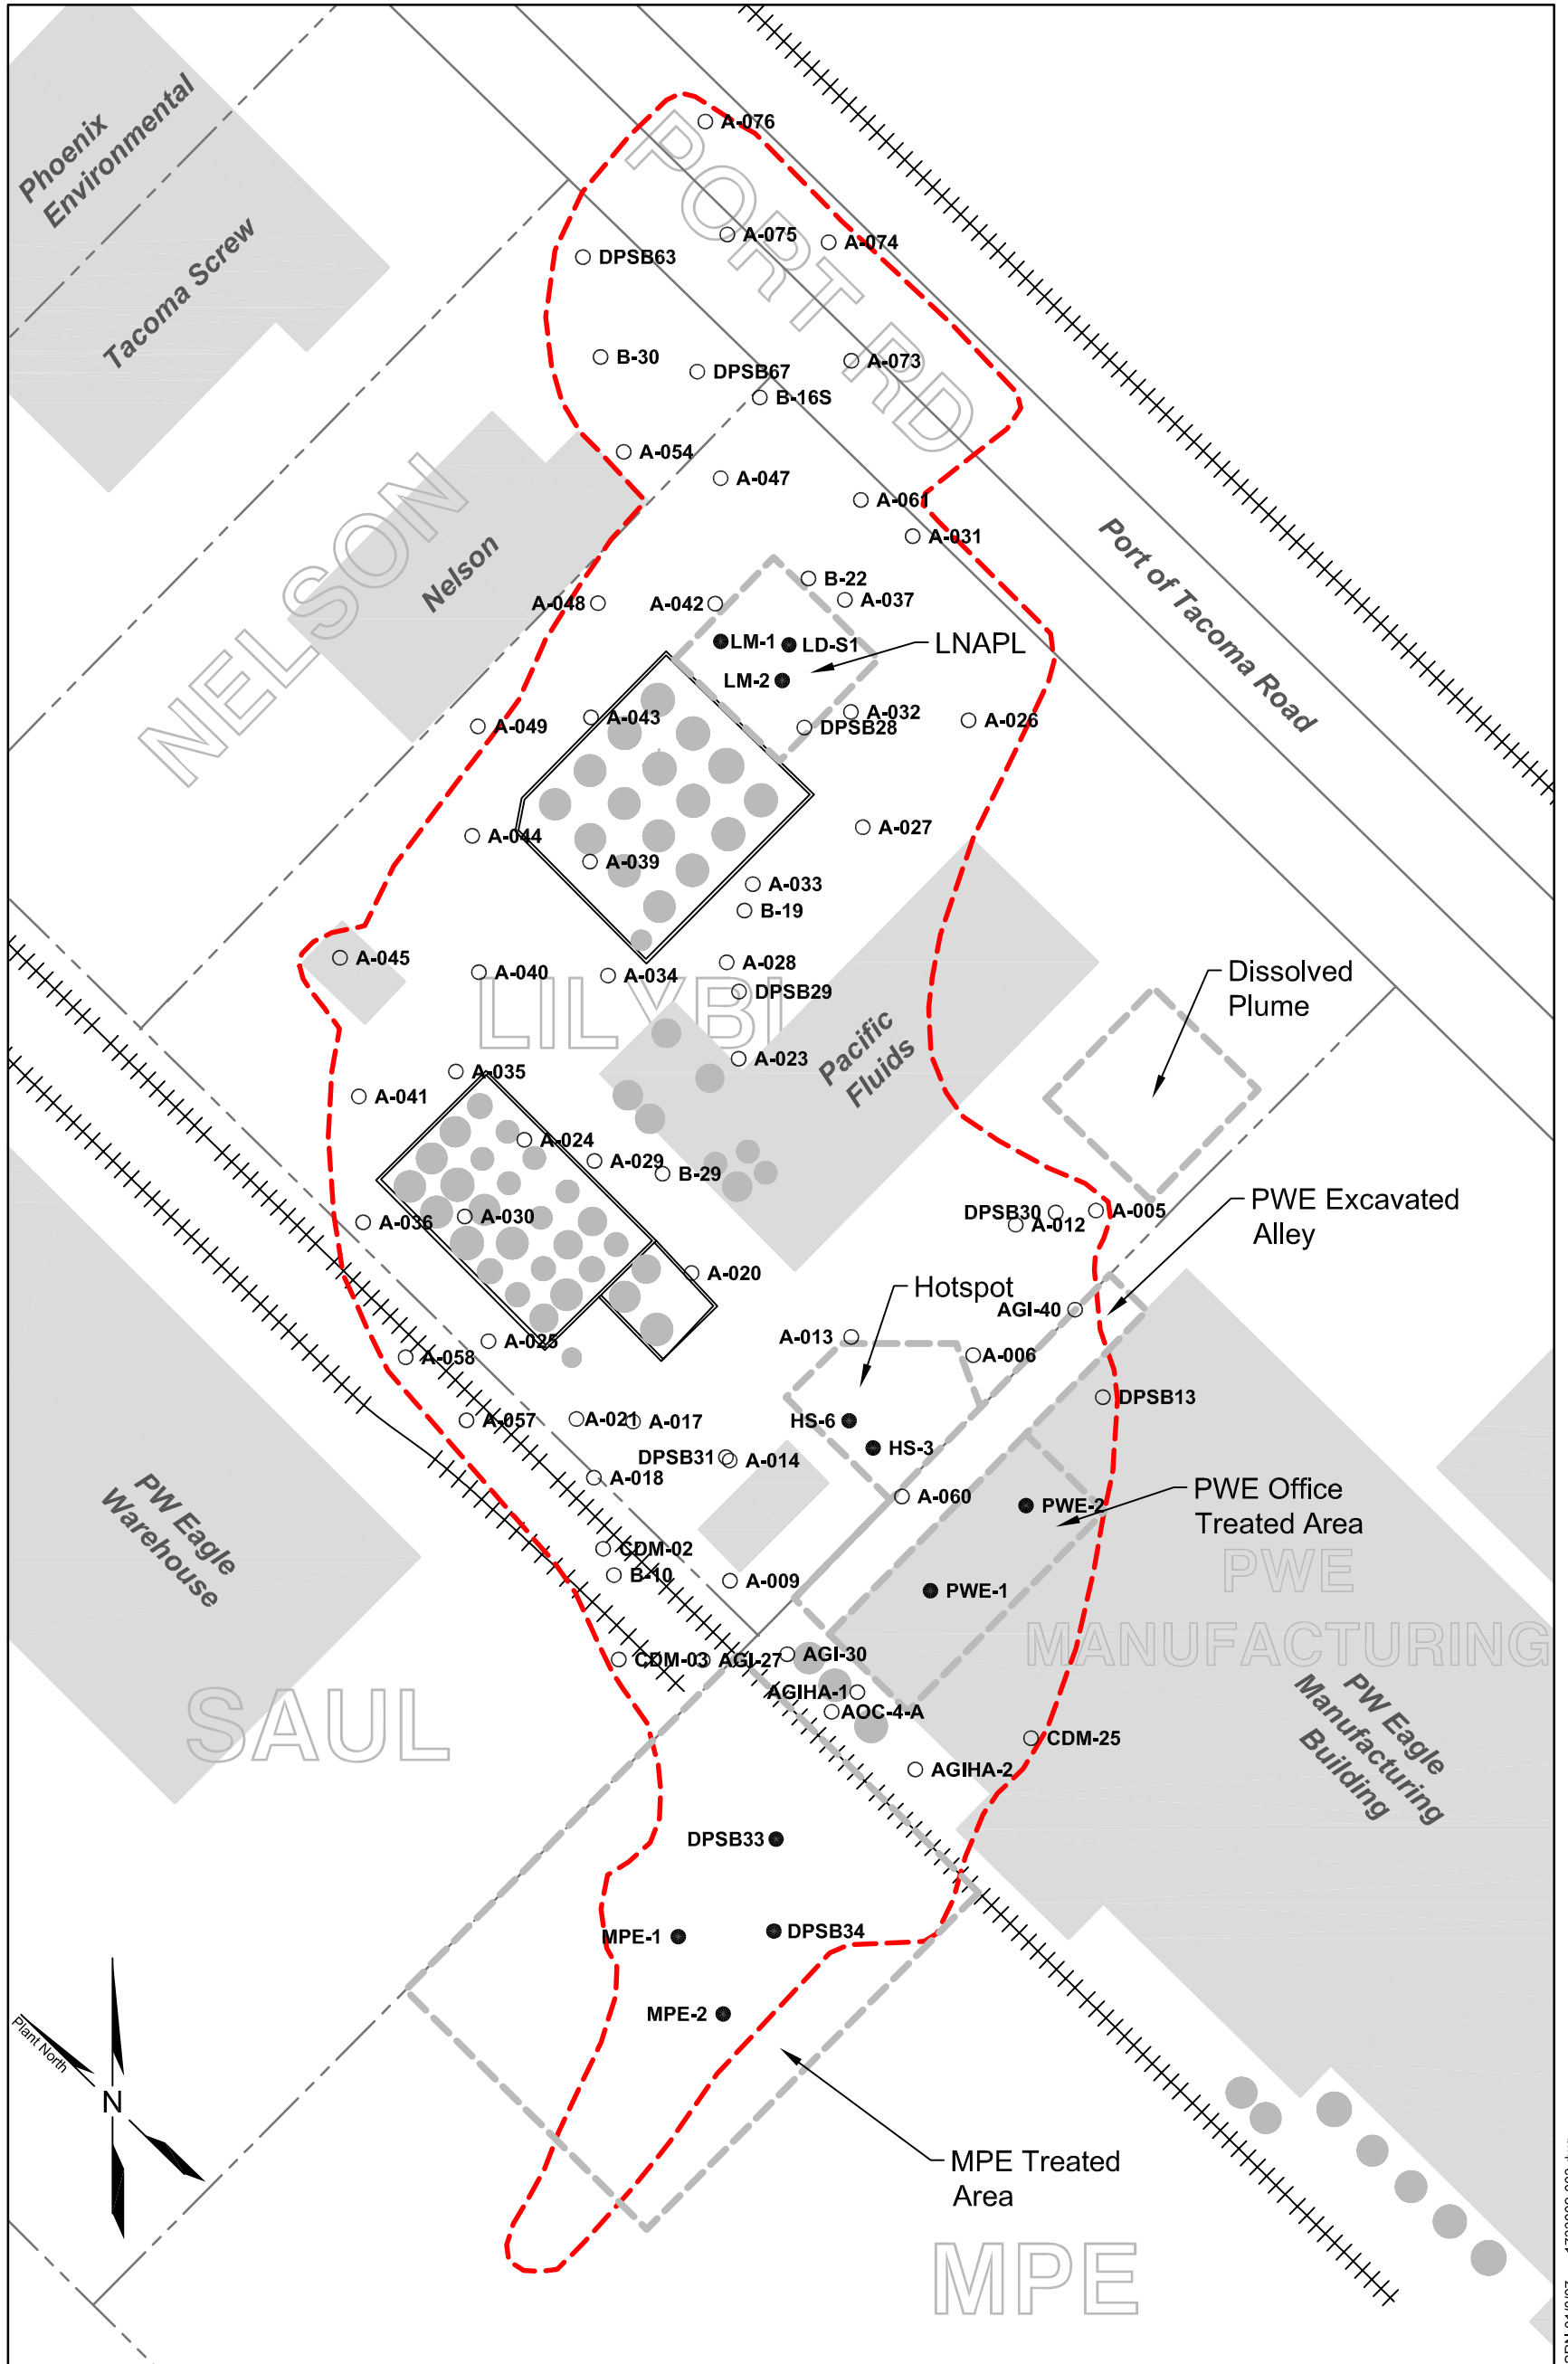 Phoenix
Environmental
Tacoma Screw
PORT RD
A-076
A-075
A-074
DPSB63
B-30
DPSB67
A-073
B-16S
A-054
A-047
A-061
A-031
Port of Tacoma Road
NELSON
Nelson
B-22
A-048
A-042
A-037
LM-1
LD-S1
LNAPL
LM-2
A-043
A-032
A-026
A-049
DPSB28
A-044
A-027
A-039
A-033
B-19
A-045
A-040
A-034
A-028
Dissolved
Plume
DPSB29
LILYBL
Pacific
Fluids
A-023
A-035
A-041
A-024
A-029
B-29
PWE Excavated
Alley
A-036
A-030
DPSB30
A-012
A-005
A-020
Hotspot
AGI-40
A-013
A-006
A-025
A-058
DPSB13
A-057
A-021
A-017
HS-6
HS-3
DPSB31
A-014
A-018
A-060
PWE-2
PWE Office
Treated Area
PW Eagle
Warehouse
CDM-02
B-10
A-009
PWE-1
PWE
MANUFACTURING
CDM-03
AGI-27
AGI-30
AGIHA-1
AOC-4-A
SAUL
CDM-25
AGIHA-2
PW Eagle
Manufacturing
Building
DPSB33
MPE-1
DPSB34
MPE-2
Plant North
N
MPE Treated
Area
MPE